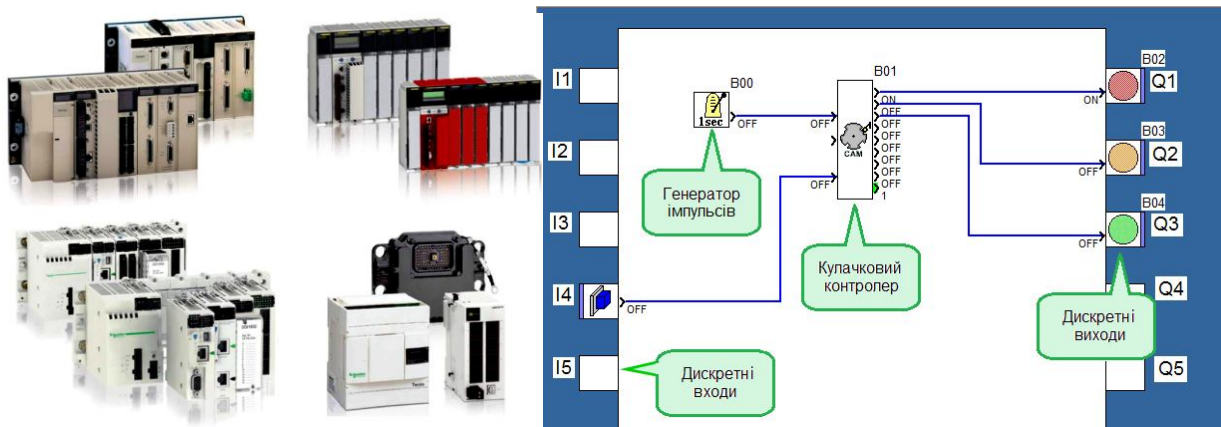 I1
I2
I3
I4
OFF
I5
B00
1sec
OFF
Генератор
імпульсів
B01
OFF
OFF
CAM
ON
OFF
OFF
OFF
OFF
OFF
OFF
OFF
1
Кулачковий
контролер
Дискретні
входи
B02
Q1
ON
B03
Q2
OFF
B04
Q3
OFF
Q4
Дискретні
виходи
Q5